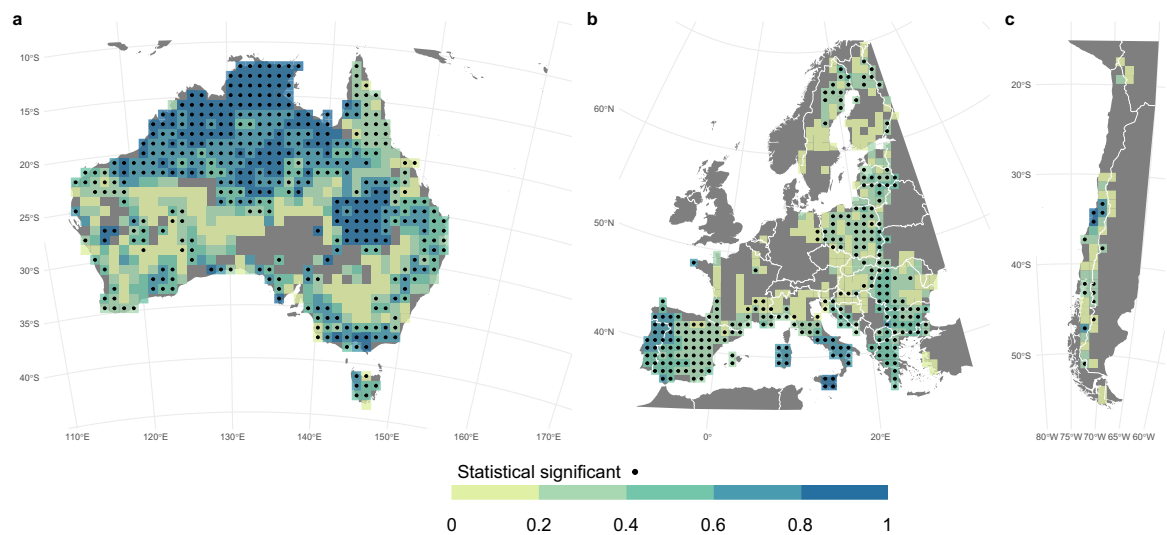 a
b
c
10°S
15°S
20°S
25°S
30°S
35°S
40°S
110°E
120°E
130°E
140°E
150°E
160°E
170°E
60°N
50°N
40°N
0°
20°E
20°S
30°S
40°S
50°S
80°W 75°W 70°W 65°W 60°W
Statistical significant •
0 0.2 0.4 0.6 0.8 1